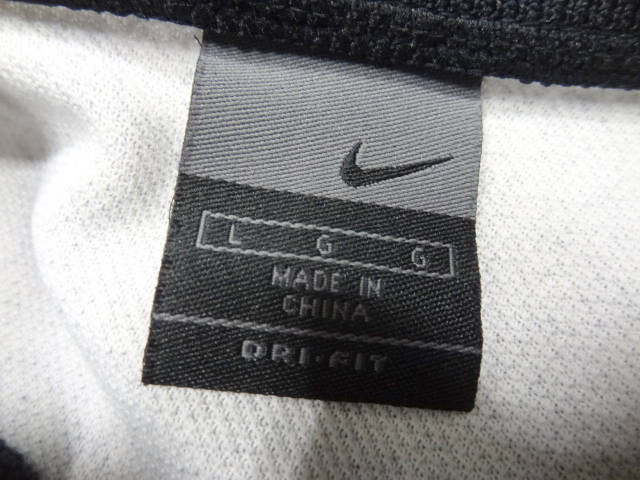 L G G
MADE IN
CHINA
DRI-FIT